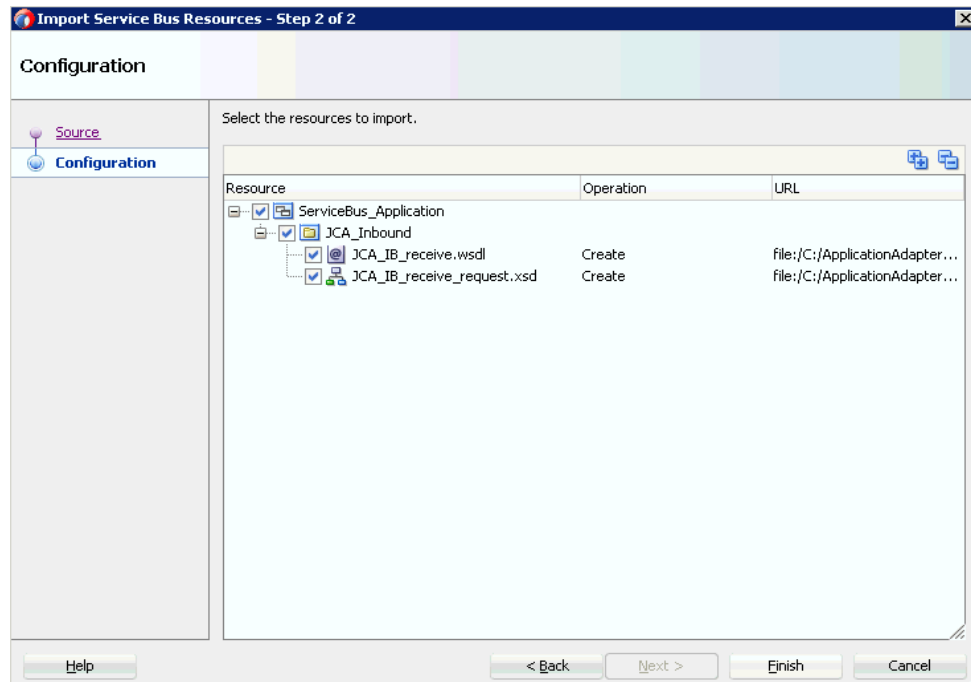 Import Service Bus Resources - Step 2 of 2
Configuration
Source
Configuration
Select the resources to import.
Resource Operation URL
ServiceBus_Application
JCA_Inbound
JCA_IB_receive.wsdl Create file:/C:/ApplicationAdapter...
JCA_IB_receive_request.xsd Create file:/C:/ApplicationAdapter...
Help < Back Next > Finish Cancel